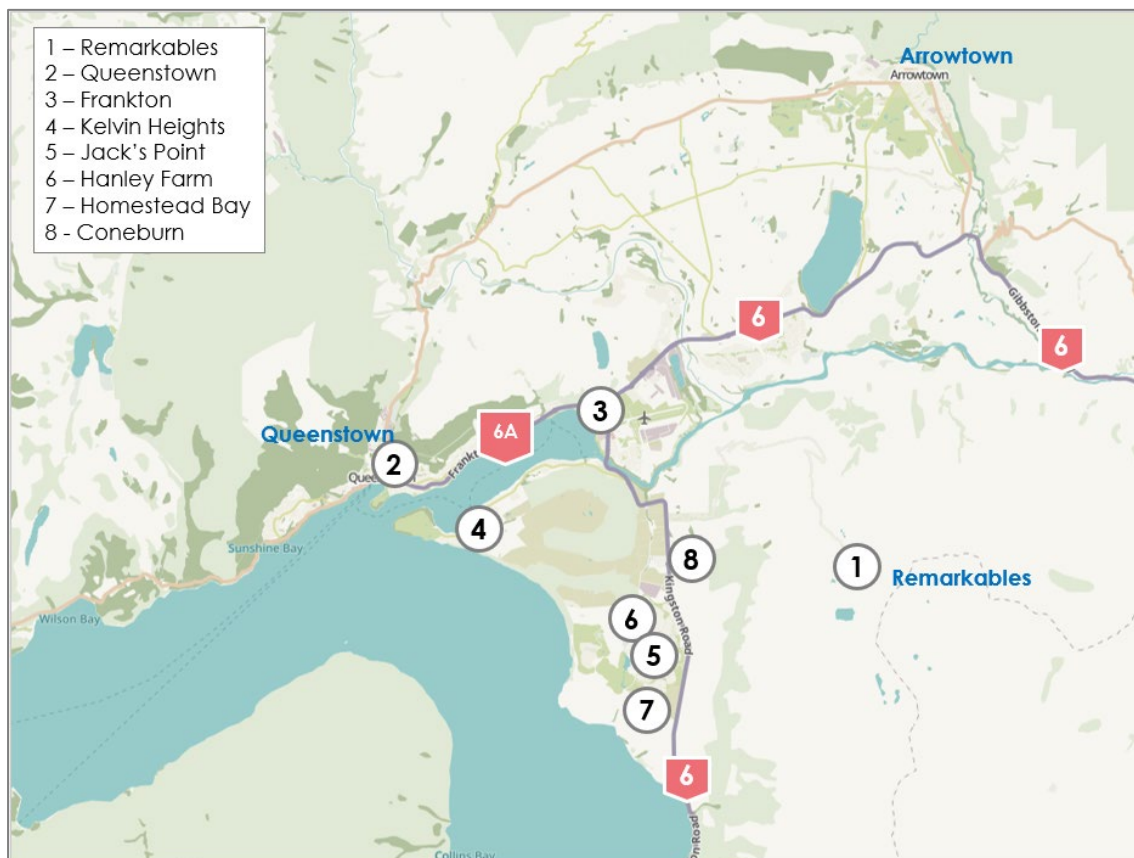 1 – Remarkables
2 – Queenstown
3 – Frankton
4 – Kelvin Heights
5 – Jack's Point
6 – Hanley Farm
7 – Homestead Bay
8 - Coneburn
Arrowtown
Arrowtown
6
6
6A
3
Queenstown
2
4
Sunshine Bay
8
1
Remarkables
Kingston Road
Wilson Bay
6
5
7
6
Collins Bay